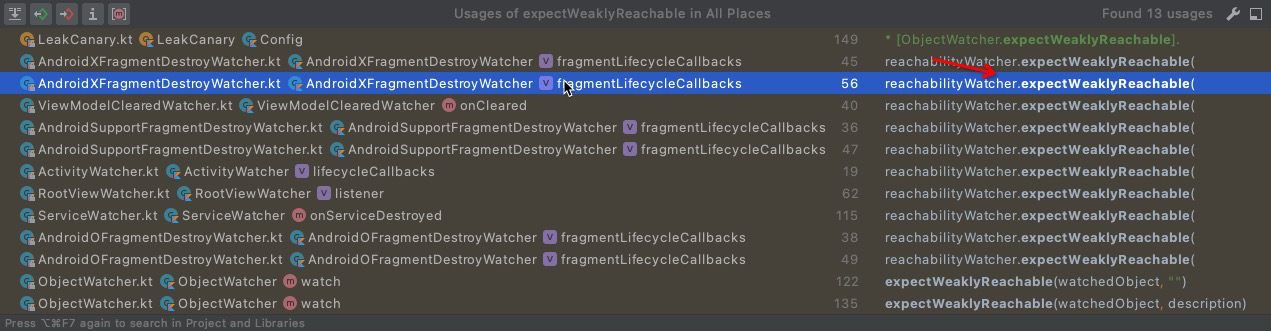 Usages of expectWeaklyReachable in All Places Found 13 usages
LeakCanary.kt LeakCanary Config 149 * [ObjectWatcher.expectWeaklyReachable].
AndroidXFragmentDestroyWatcher.kt AndroidXFragmentDestroyWatcher v fragmentLifecycleCallbacks 45 reachabilityWatcher.expectWeaklyReachable(
AndroidXFragmentDestroyWatcher.kt AndroidXFragmentDestroyWatcher v fragmentLifecycleCallbacks 56 reachabilityWatcher.expectWeaklyReachable(
ViewModelClearedWatcher.kt ViewModelClearedWatcher m onCleared 40 reachabilityWatcher.expectWeaklyReachable(
AndroidSupportFragmentDestroyWatcher.kt AndroidSupportFragmentDestroyWatcher v fragmentLifecycleCallbacks 36 reachabilityWatcher.expectWeaklyReachable(
AndroidSupportFragmentDestroyWatcher.kt AndroidSupportFragmentDestroyWatcher v fragmentLifecycleCallbacks 47 reachabilityWatcher.expectWeaklyReachable(
ActivityWatcher.kt ActivityWatcher v lifecycleCallbacks 19 reachabilityWatcher.expectWeaklyReachable(
RootViewWatcher.kt RootViewWatcher v listener 62 reachabilityWatcher.expectWeaklyReachable(
ServiceWatcher.kt ServiceWatcher m onServiceDestroyed 115 reachabilityWatcher.expectWeaklyReachable(
AndroidOFragmentDestroyWatcher.kt AndroidOFragmentDestroyWatcher v fragmentLifecycleCallbacks 38 reachabilityWatcher.expectWeaklyReachable(
AndroidOFragmentDestroyWatcher.kt AndroidOFragmentDestroyWatcher v fragmentLifecycleCallbacks 49 reachabilityWatcher.expectWeaklyReachable(
ObjectWatcher.kt ObjectWatcher m watch 122 expectWeaklyReachable(watchedObject, "")
ObjectWatcher.kt ObjectWatcher m watch 135 expectWeaklyReachable(watchedObject, description)
Press ⌥⌘F7 again to search in Project and Libraries